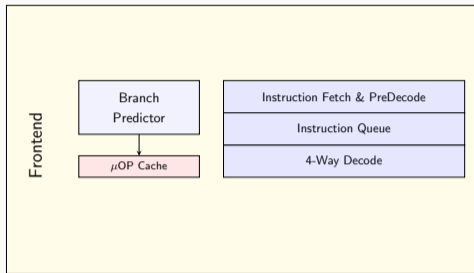 Frontend
Branch
Predictor
μOP Cache
Instruction Fetch & PreDecode
Instruction Queue
4-Way Decode